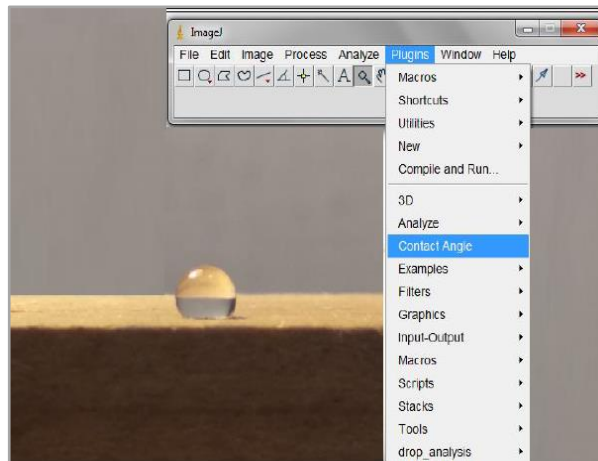 ImageJ
File Edit Image Process Analyze Plugins Window Help
A
>>
Macros
Shortcuts
Utilities
New
Compile and Run...
3D
Analyze
Contact Angle
Examples
Filters
Graphics
Input-Output
Macros
Scripts
Stacks
Tools
drop_analysis